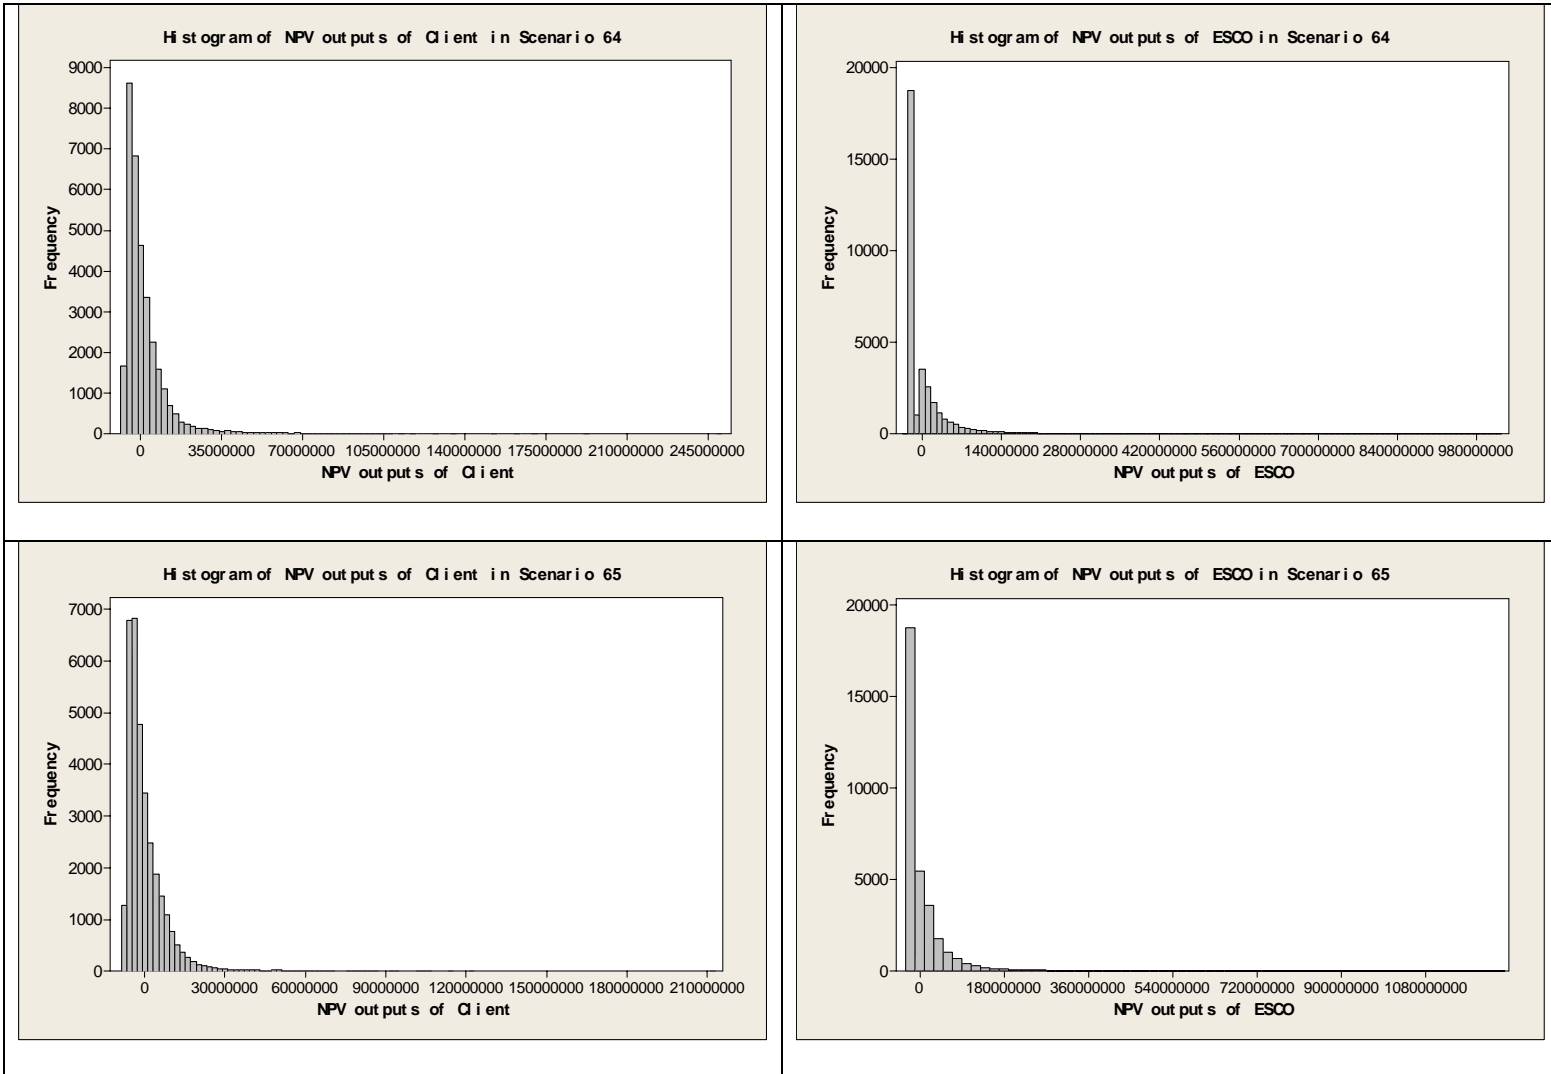 Histogram of NPV outputs of Client in Scenario 64
9000
8000
7000
6000
5000
4000
3000
2000
1000
0
Frequency
0 35000000 70000000 105000000 140000000 175000000 210000000 245000000
NPV outputs of Client
Histogram of NPV outputs of ESCO in Scenario 64
20000
15000
10000
5000
0
Frequency
0 140000000 280000000 420000000 560000000 700000000 840000000 980000000
NPV outputs of ESCO
Histogram of NPV outputs of Client in Scenario 65
7000
6000
5000
4000
3000
2000
1000
0
Frequency
0 30000000 60000000 90000000 120000000 150000000 180000000 210000000
NPV outputs of Client
Histogram of NPV outputs of ESCO in Scenario 65
20000
15000
10000
5000
0
Frequency
0 180000000 360000000 540000000 720000000 900000000 1080000000
NPV outputs of ESCO